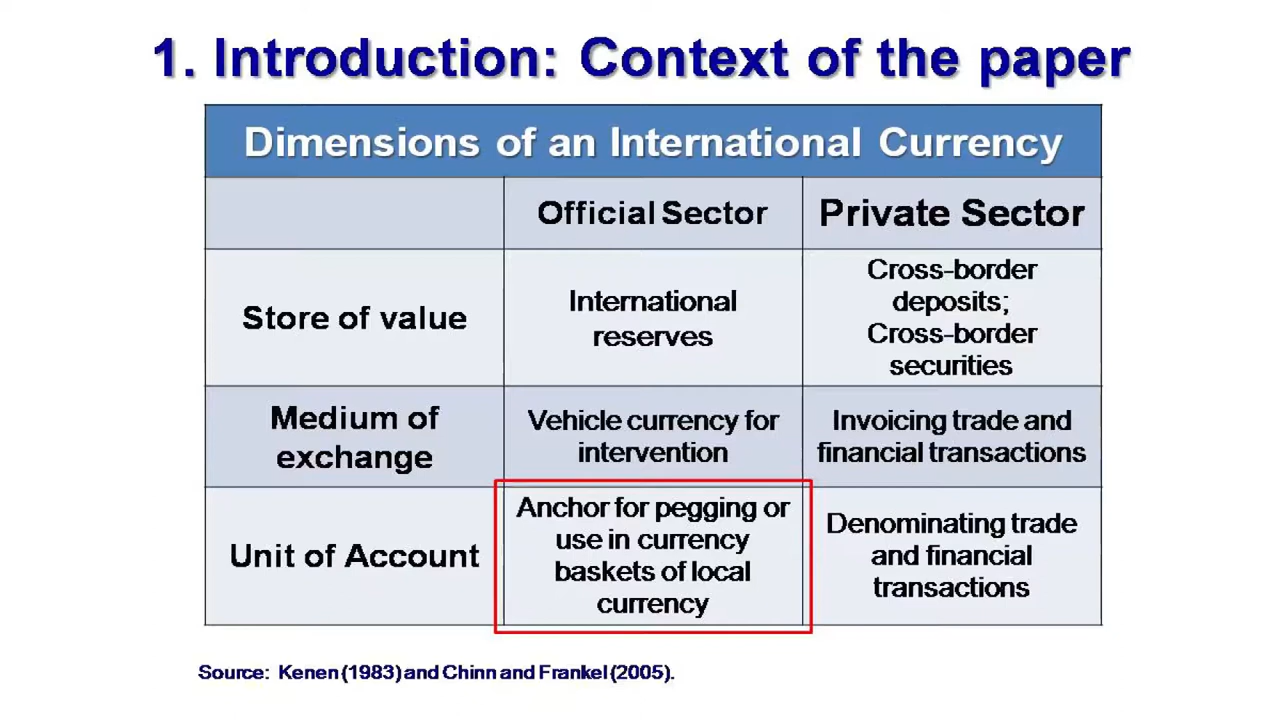 1. Introduction: Context of the paper
Dimensions of an International Currency
Official Sector
Private Sector
Store of value
International
reserves
Cross-border
deposits;
Cross-border
securities
Medium of
exchange
Vehicle currency for
intervention
Invoicing trade and
financial transactions
Unit of Account
Anchor for pegging or
use in currency
baskets of local
currency
Denominating trade
and financial
transactions
Source: Kenen (1983) and Chinn and Frankel (2005).